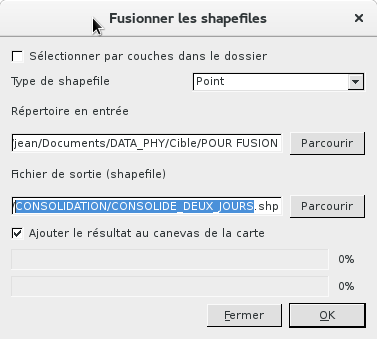 Fusionner les shapefiles
Sélectionner par couches dans le dossier
Type de shapefile
Point
Répertoire en entrée
jean/Documents/DATA_PHY/Cible/POUR FUSION
Parcourir
Fichier de sortie (shapefile)
/CONSOLIDATION/CONSOLIDE_DEUX_JOURS.shp
Parcourir
Ajouter le résultat au canevas de la carte
0%
0%
Fermer
OK